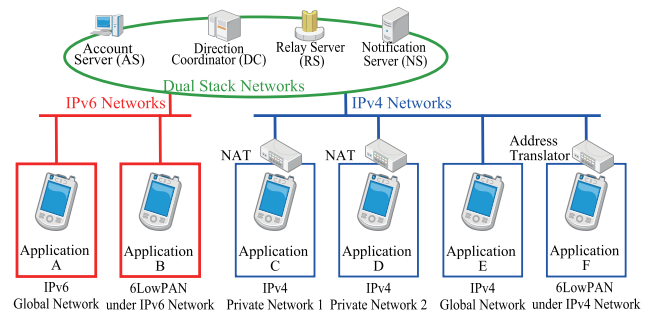 Account
Server (AS)
Direction
Coordinator (DC)
Relay Server
(RS)
Notification
Server (NS)
Dual Stack Networks
IPv6 Networks
IPv4 Networks
NAT
NAT
Address
Translator
Application
A
Application
B
Application
C
Application
D
Application
E
Application
F
IPv6
Global Network
6LowPAN
under IPv6 Network
IPv4
Private Network 1
IPv4
Private Network 2
IPv4
Global Network
6LowPAN
under IPv4 Network